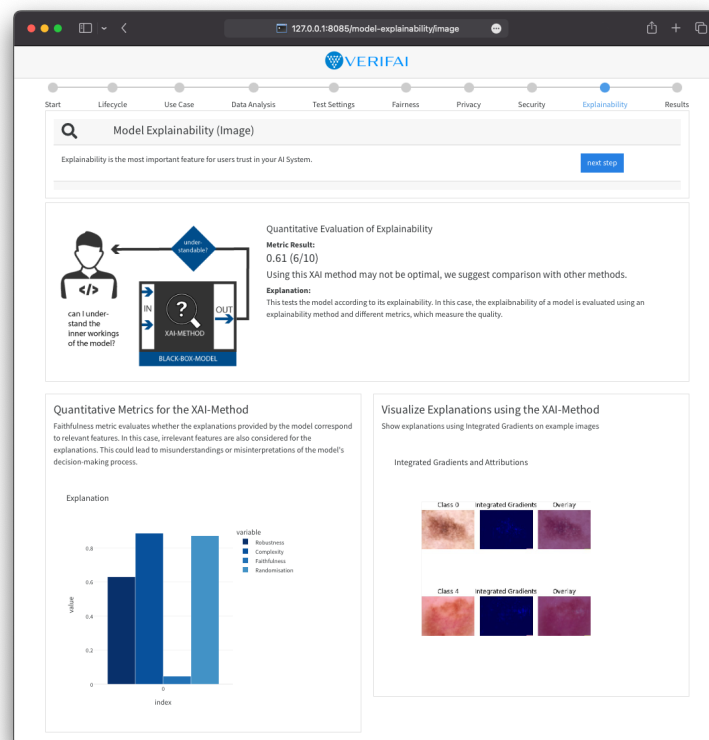 127.0.0.1:8085/model-explainability/image
VERIFAI
Start Lifecycle Use Case Data Analysis Test Settings Fairness Privacy Security Explainability Results
Model Explainability (Image)
Explainability is the most important feature for users trust in your AI System.
next step
under-
standable?
can I under-
stand the
inner workings
of the model?
IN
?
OUT
XAI-METHOD
BLACK-BOX-MODEL
Quantitative Evaluation of Explainability
Metric Result:
0.61 (6/10)
Using this XAI method may not be optimal, we suggest comparison with other methods.
Explanation:
This tests the model according to its explainability. In this case, the explaibnability of a model is evaluated using an
explainability method and different metrics, which measure the quality.
Quantitative Metrics for the XAI-Method
Faithfulness metric evaluates whether the explanations provided by the model correspond
to relevant features. In this case, irrelevant features are also considered for the
explanations. This could lead to misunderstandings or misinterpretations of the model's
decision-making process.
Explanation
variable
Robustness
Complexity
Faithfulness
Randomisation
0.8
0.6
0.4
0.2
0
value
0
index
Visualize Explanations using the XAI-Method
Show explanations using Integrated Gradients on example images
Integrated Gradients and Attributions
Class 0 Integrated Gradients Overlay
Class 4 Integrated Gradients Overlay